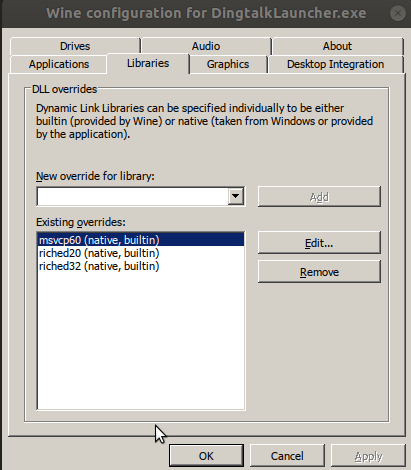 Wine configuration for DingtalkLauncher.exe
Drives
Audio
About
Applications
Libraries
Graphics
Desktop Integration
DLL overrides
Dynamic Link Libraries can be specified individually to be either
builtin (provided by Wine) or native (taken from Windows or provided
by the application).
New override for library:
Add
Existing overrides:
msvcp60 (native, builtin)
riched20 (native, builtin)
riched32 (native, builtin)
Edit...
Remove
OK
Cancel
Apply